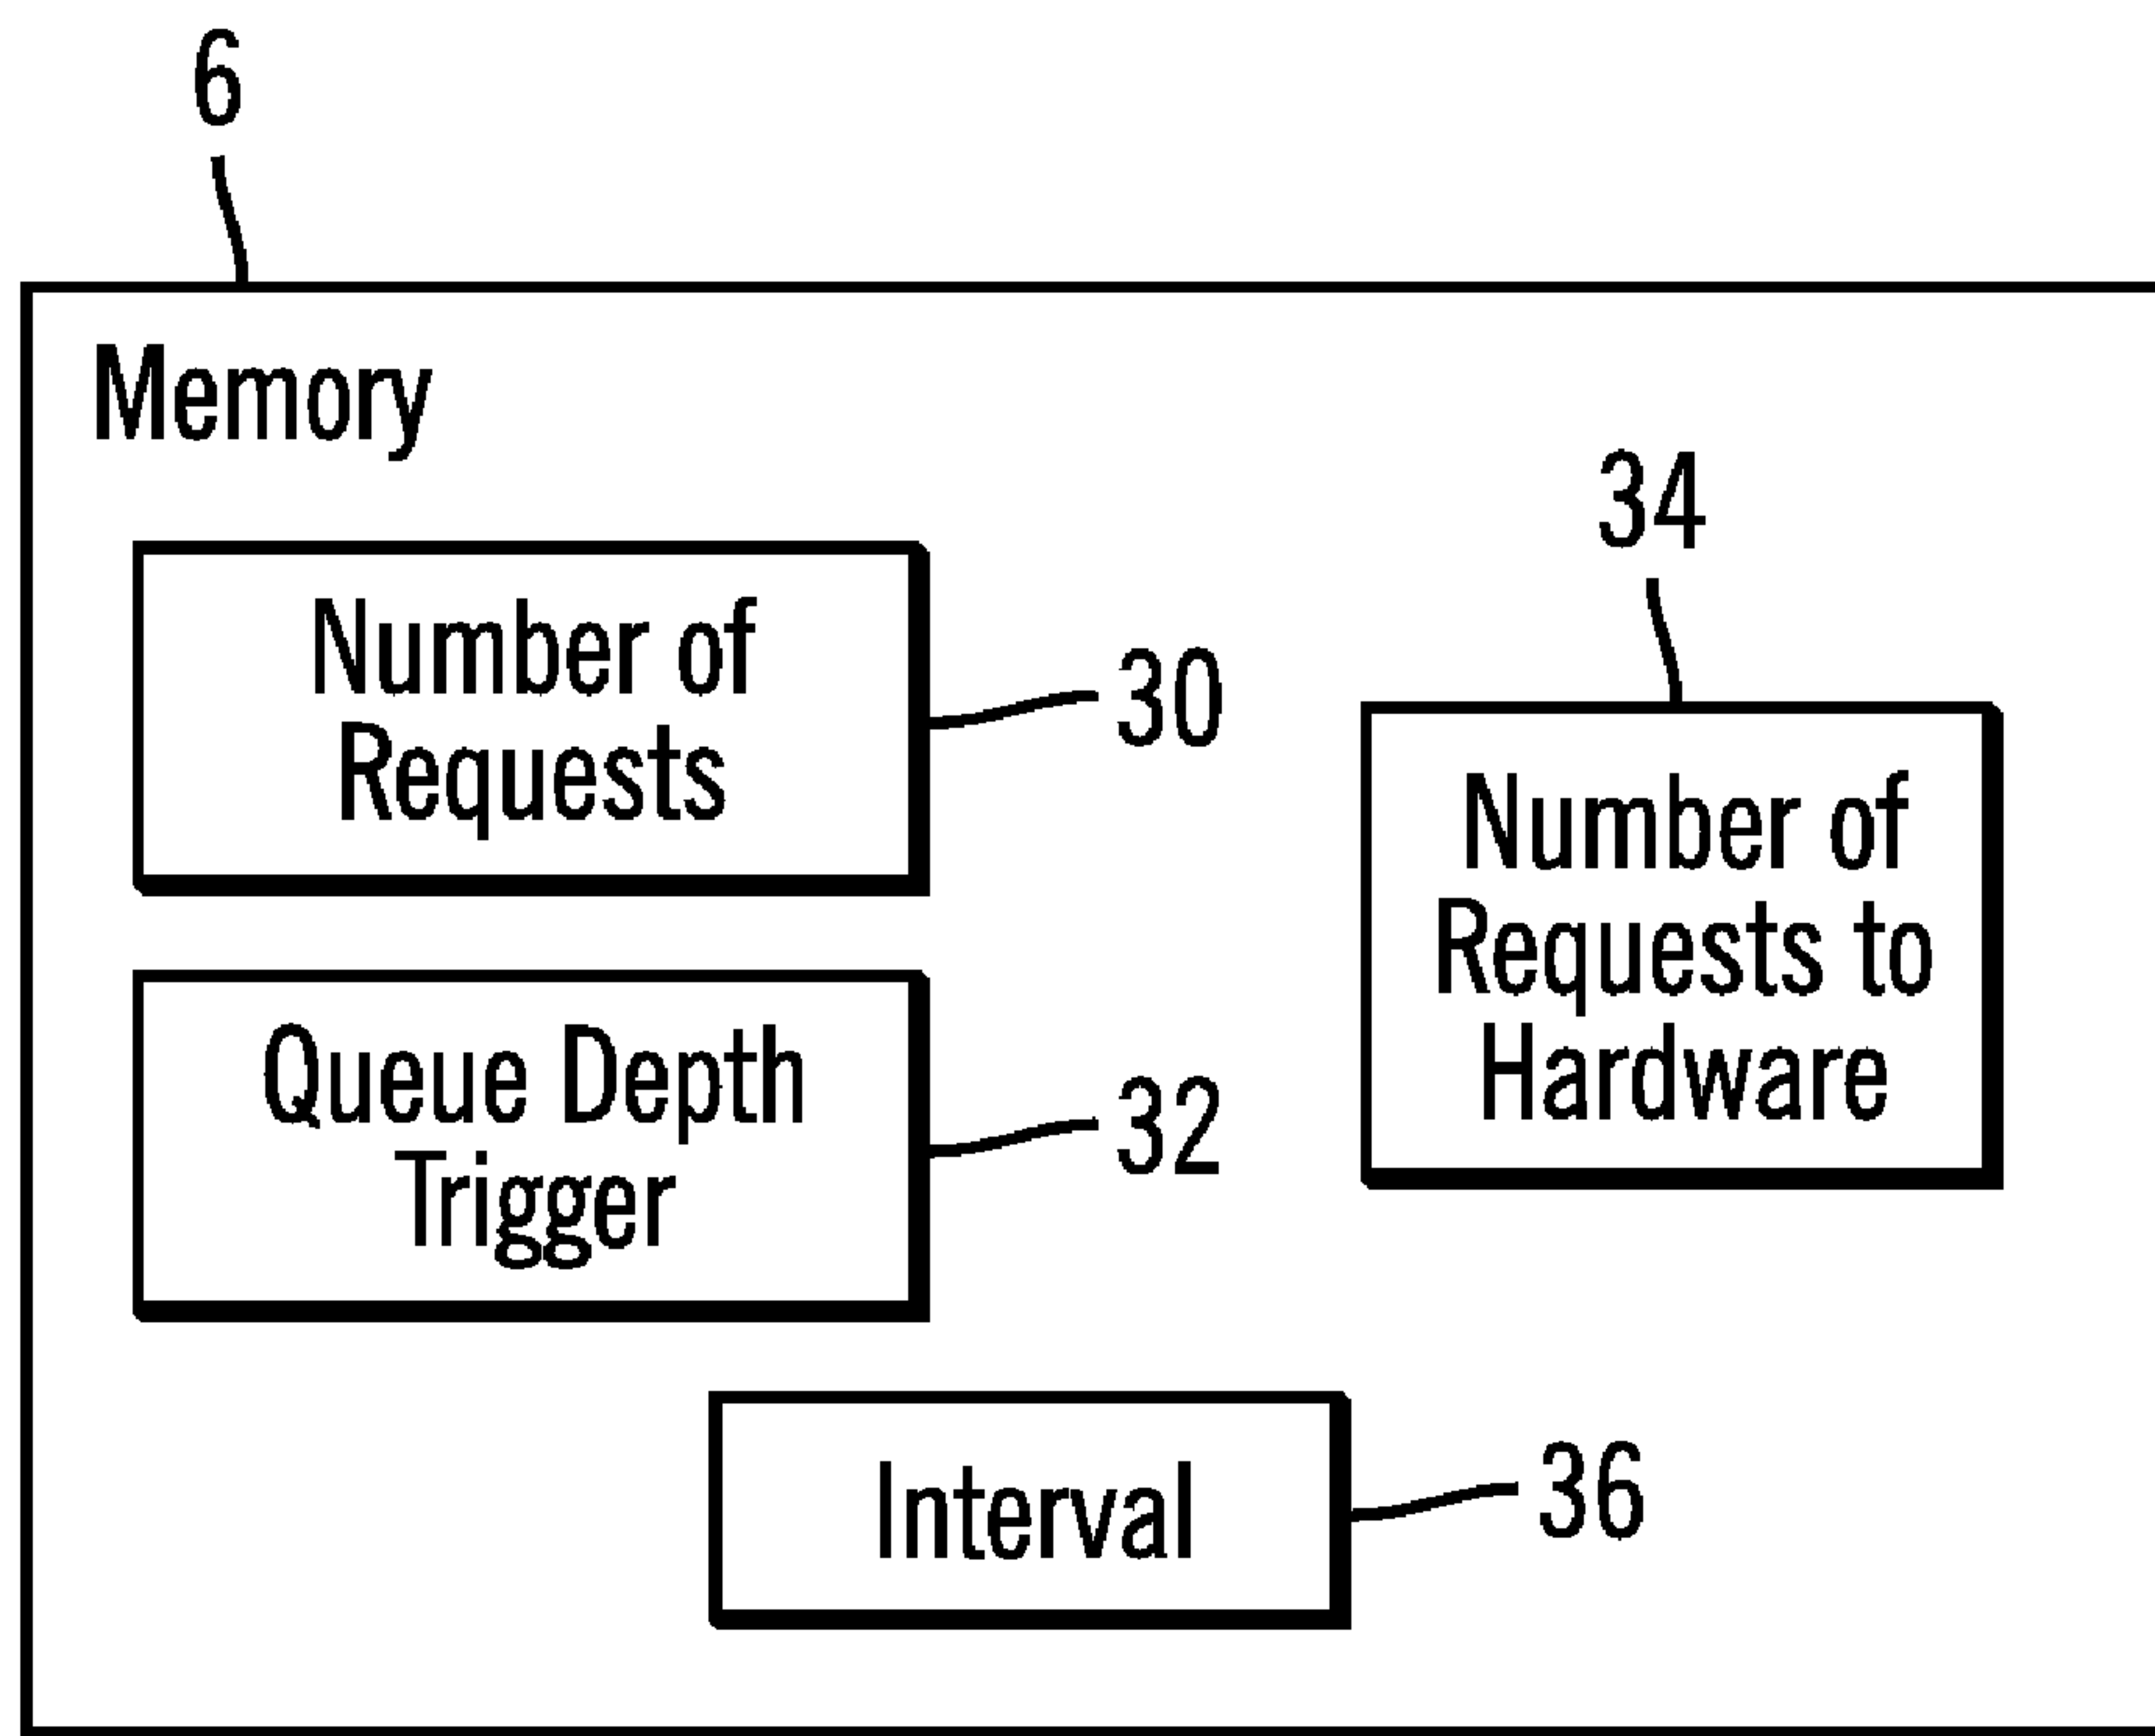 6
Memory
Number of
Requests
30
34
Number of
Requests to
Hardware
Queue Depth
Trigger
32
Interval
36